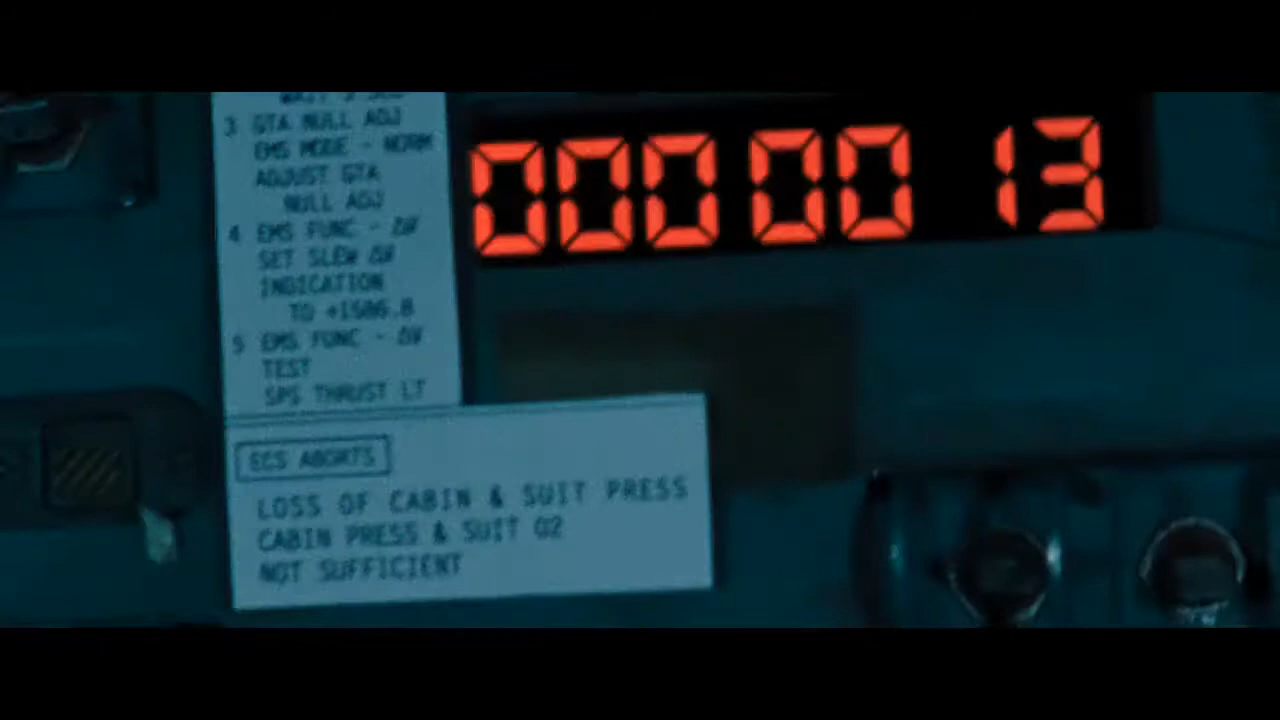 3 GTA NULL ADJ
EMS MODE - NORM
ADJUST GTA
NULL ADJ
4 EMS FUNC - ΔV
SET SLEW ΔV
INDICATION
TO +1586.8
5 EMS FUNC - ΔV
TEST
SPS THRUST LT
000 00 13
ECS ABORTS
LOSS OF CABIN & SUIT PRESS
CABIN PRESS & SUIT O2
NOT SUFFICIENT